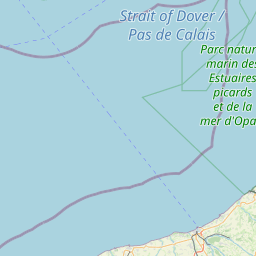 Strait of Dover /
Pas de Calais
Parc natur
marin des
Estuaires
picards
et de la
mer d'Opa